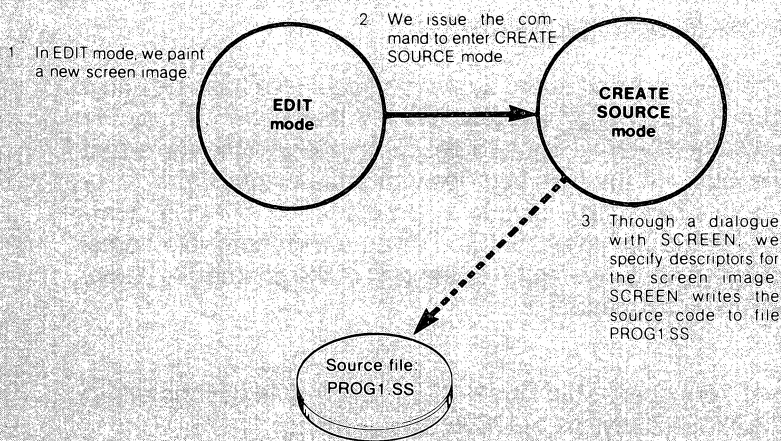 1 In EDIT mode, we paint
a new screen image.
2 We issue the com-
mand to enter CREATE
SOURCE mode.
EDIT
mode
CREATE
SOURCE
mode
3 Through a dialogue
with SCREEN, we
specify descriptors for
the screen image.
SCREEN writes the
source code to file
PROG1.SS.
Source file:
PROG1.SS